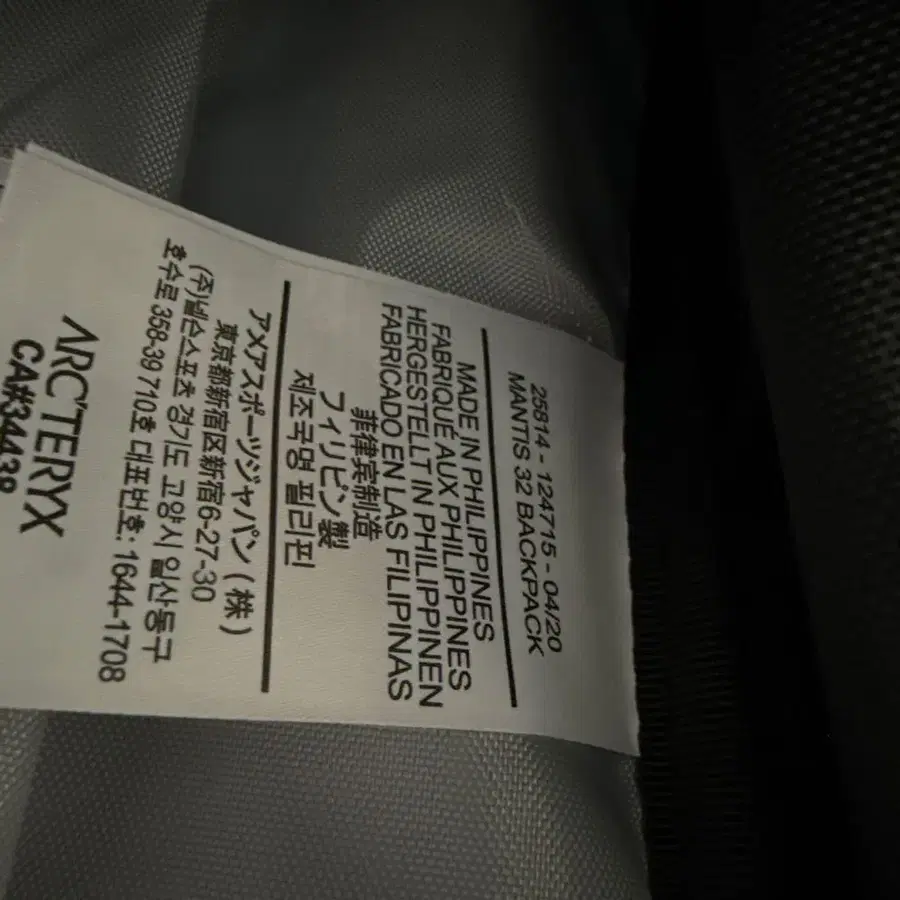 25814 - 124715 - 04/20
MANTIS 32 BACKPACK
MADE IN PHILIPPINES
FABRIQUÉ AUX PHILIPPINES
HERGESTELLT IN PHILIPPINEN
FABRICADO EN LAS FILIPINAS
菲律宾制造
フィリピン製
제조국명 필리핀
アメアスポーツジャパン(株)
東京都新宿区新宿6-27-30
(주)넬슨스포츠 경기도 고양시 일산동구
호수로 358-39 710호 대표번호: 1644-1708
ARC'TERYX
CA#34438